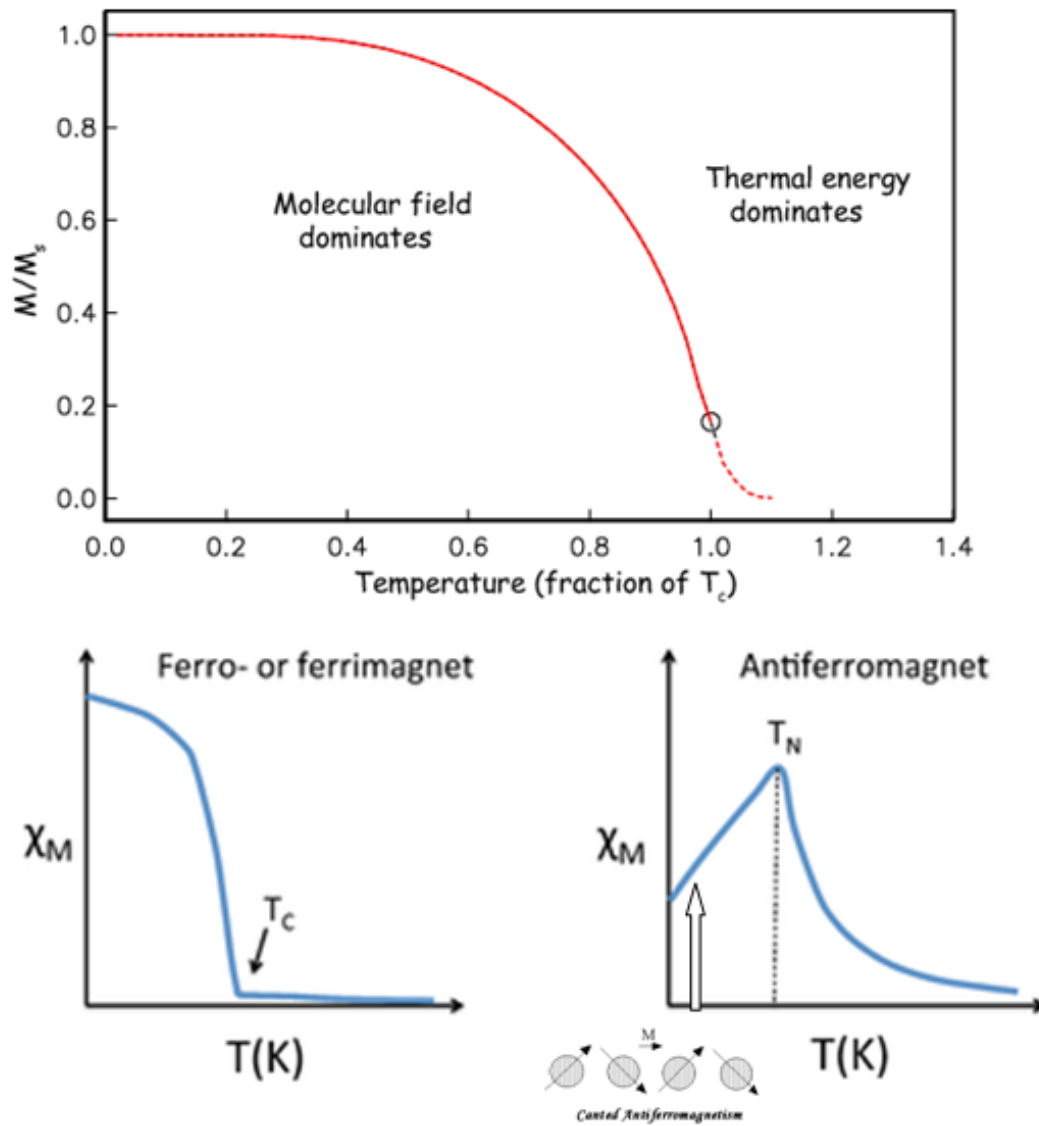 1.0
0.8
0.6
0.4
0.2
0.0
M/Mₛ
Molecular field
dominates
Thermal energy
dominates
0.0 0.2 0.4 0.6 0.8 1.0 1.2 1.4
Temperature (fraction of T꜀)
Ferro- or ferrimagnet
χM
TC
T(K)
Antiferromagnet
TN
χM
T(K)
M
Canted Antiferromagnetism